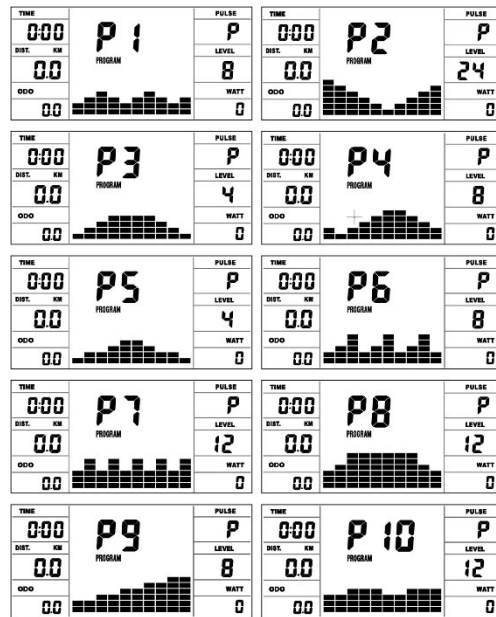 TIME PULSE
0:00 P1 P
DIST. KM PROGRAM LEVEL
0.0 8
ODO WATT
0.0 0
TIME PULSE
0:00 P2 P
DIST. KM PROGRAM LEVEL
0.0 24
ODO WATT
0.0 0
TIME PULSE
0:00 P3 P
DIST. KM PROGRAM LEVEL
0.0 4
ODO WATT
0.0 0
TIME PULSE
0:00 P4 P
DIST. KM PROGRAM LEVEL
0.0 8
ODO WATT
0.0 0
TIME PULSE
0:00 P5 P
DIST. KM PROGRAM LEVEL
0.0 4
ODO WATT
0.0 0
TIME PULSE
0:00 P6 P
DIST. KM PROGRAM LEVEL
0.0 8
ODO WATT
0.0 0
TIME PULSE
0:00 P7 P
DIST. KM PROGRAM LEVEL
0.0 12
ODO WATT
0.0 0
TIME PULSE
0:00 P8 P
DIST. KM PROGRAM LEVEL
0.0 12
ODO WATT
0.0 0
TIME PULSE
0:00 P9 P
DIST. KM PROGRAM LEVEL
0.0 8
ODO WATT
0.0 0
TIME PULSE
0:00 P10 P
DIST. KM PROGRAM LEVEL
0.0 12
ODO WATT
0.0 0